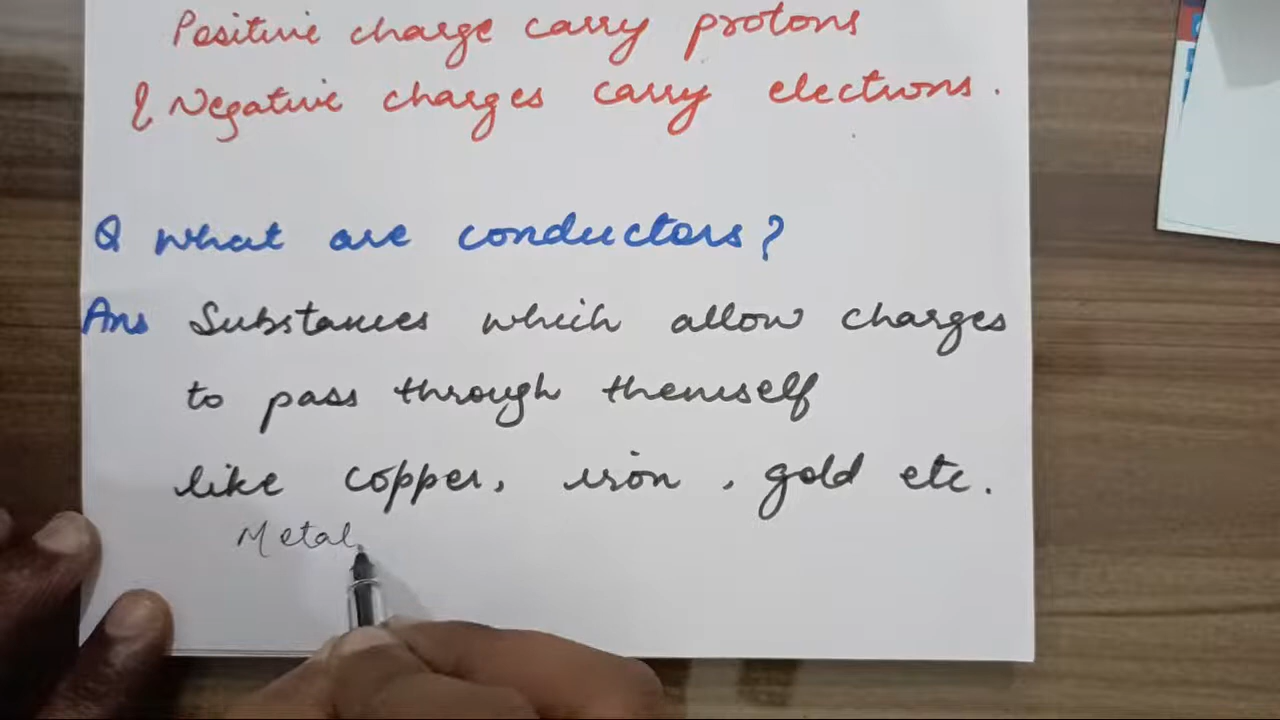 Positive charge carry protons
& Negative charges carry electrons.
Q What are conductors?
Ans Substances which allow charges
to pass through themself
like copper, iron, gold etc.
Metal